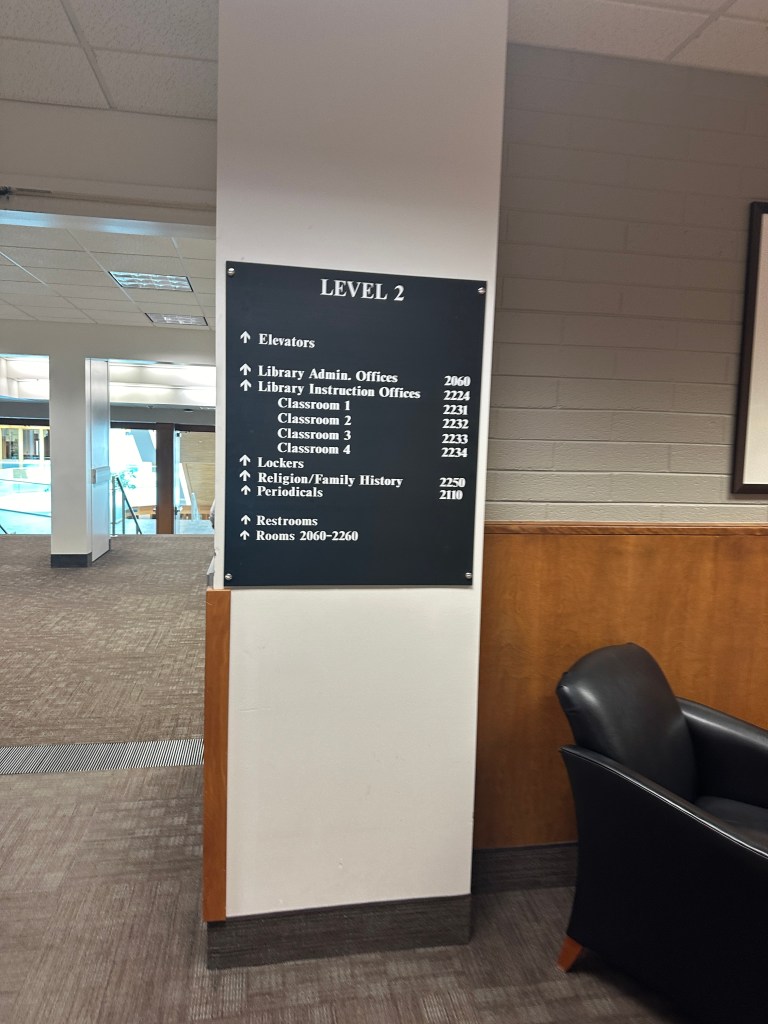 LEVEL 2
↑ Elevators
↑ Library Admin. Offices 2060
↑ Library Instruction Offices 2224
Classroom 1 2231
Classroom 2 2232
Classroom 3 2233
Classroom 4 2234
↑ Lockers
↑ Religion/Family History 2250
↑ Periodicals 2110
↑ Restrooms
↑ Rooms 2060-2260